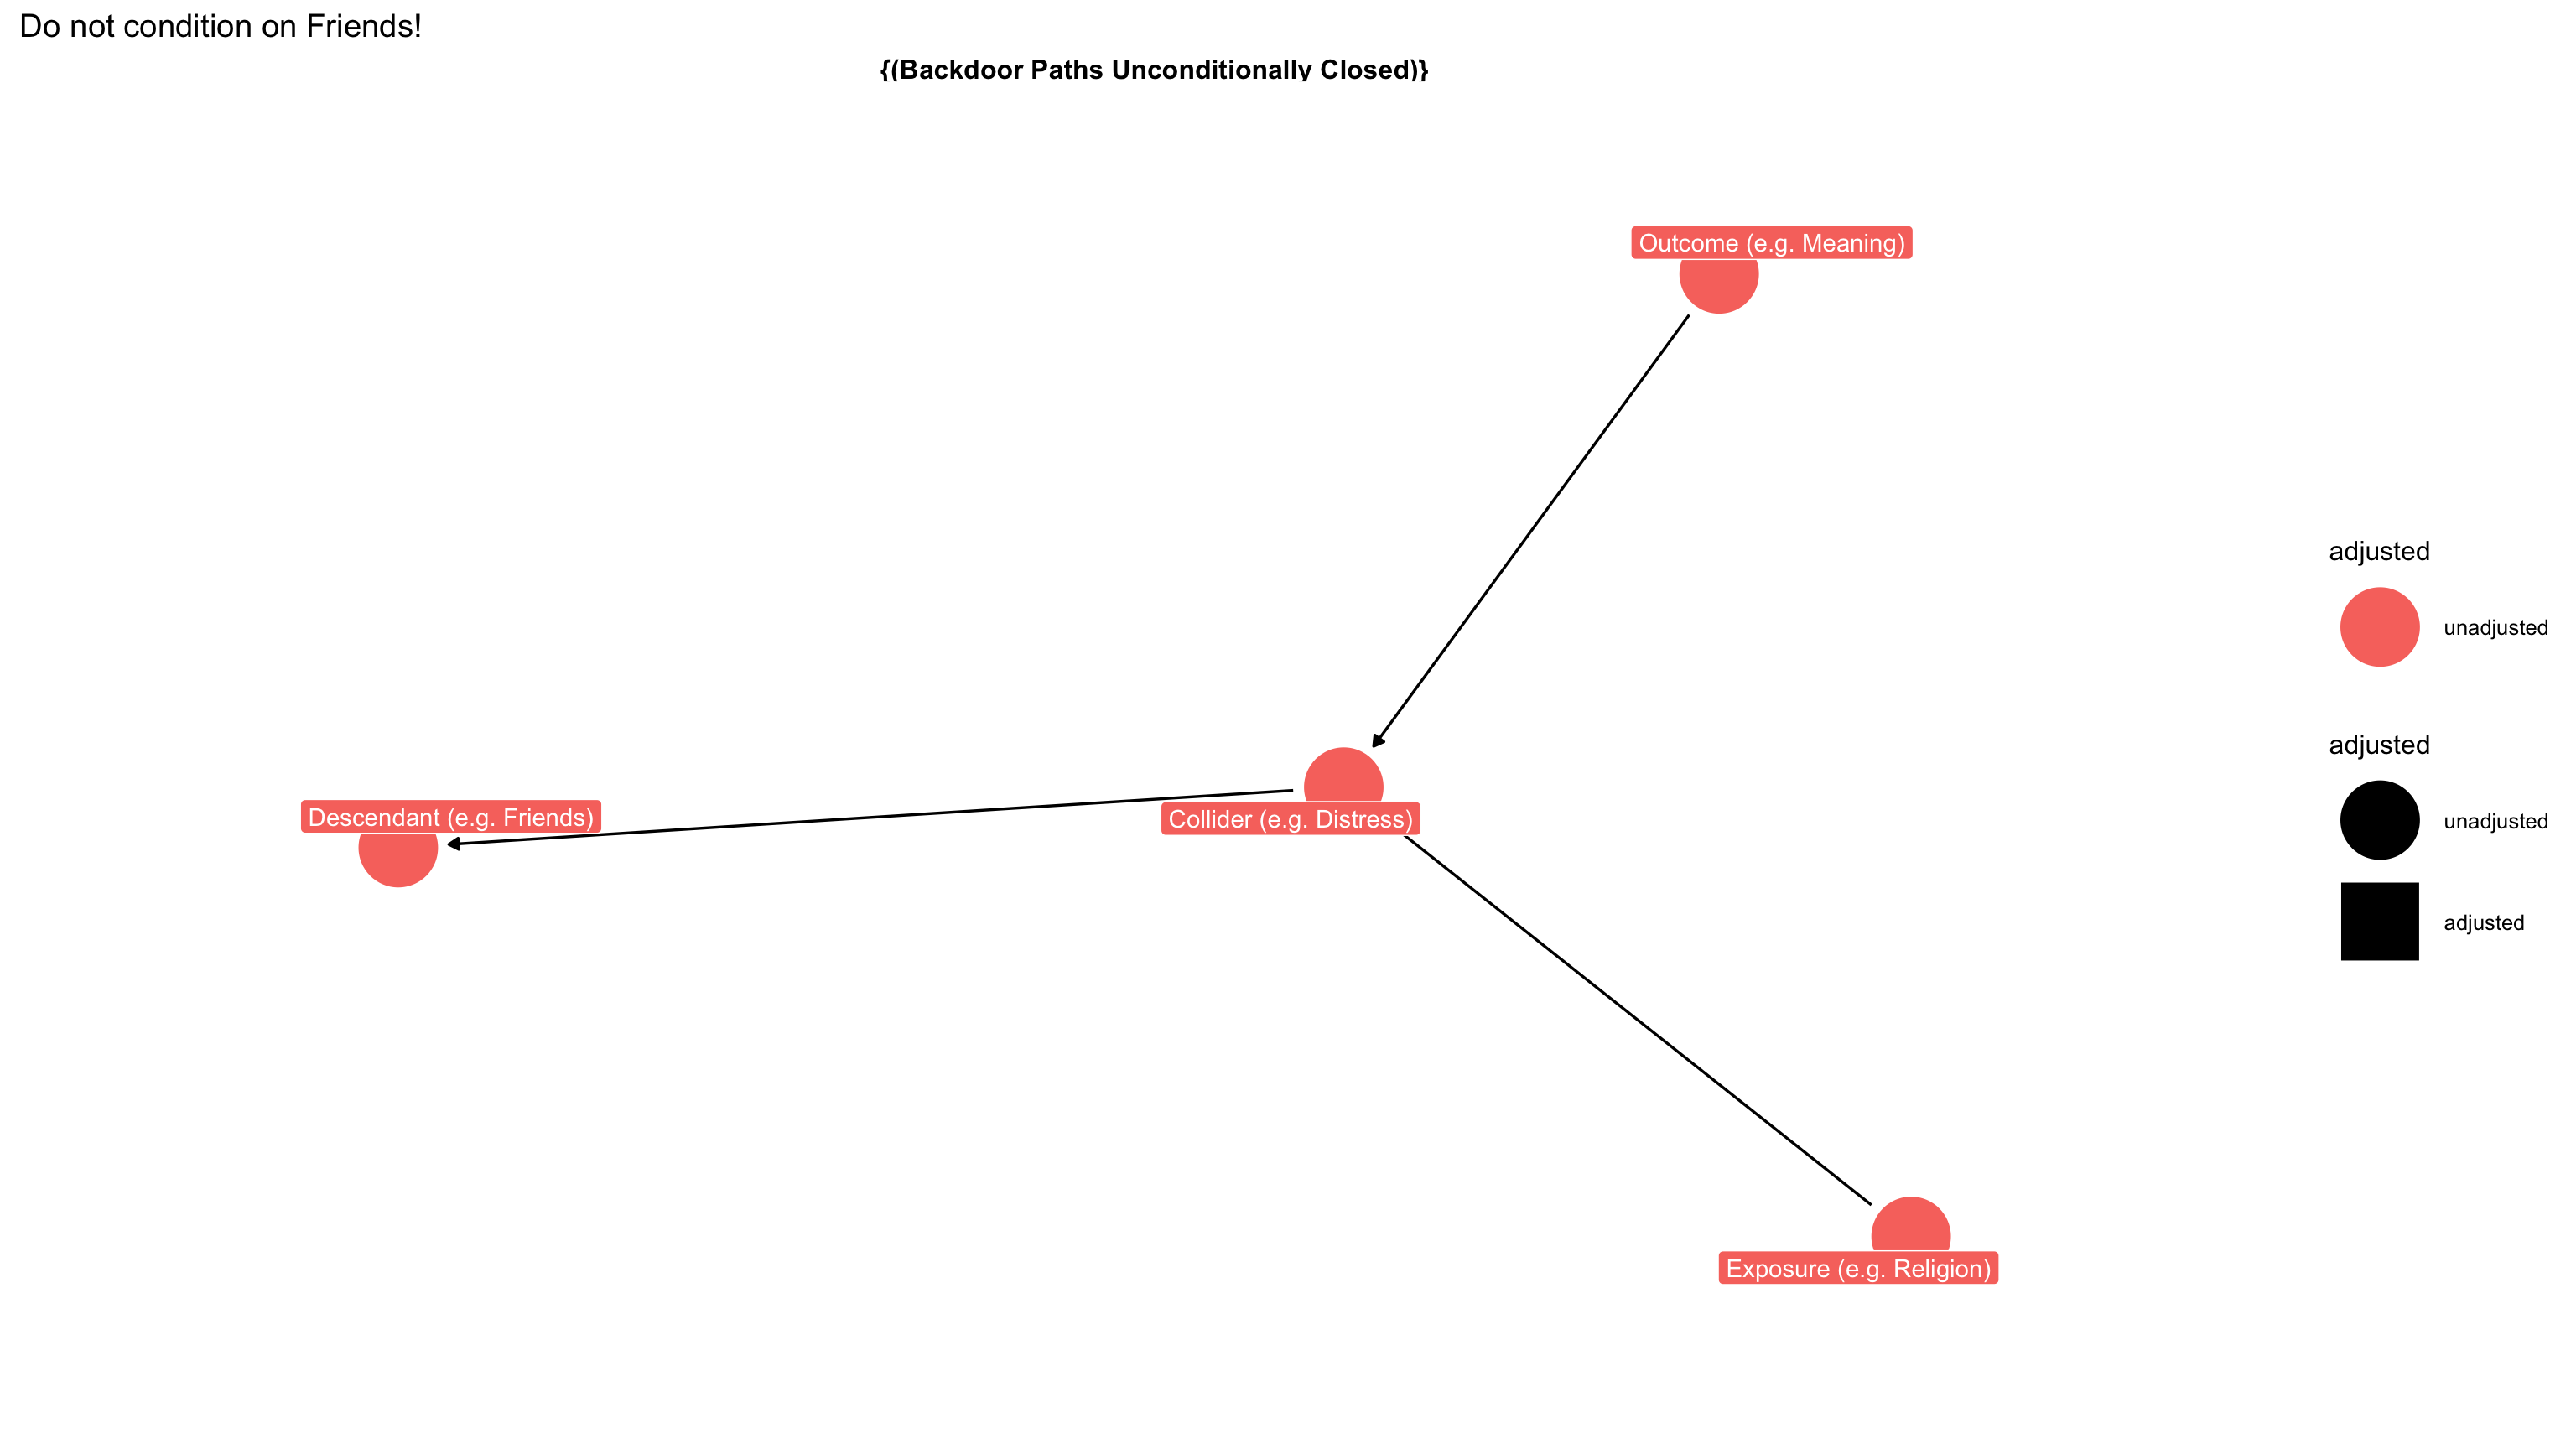 Do not condition on Friends!
{(Backdoor Paths Unconditionally Closed)}
Outcome (e.g. Meaning)
Descendant (e.g. Friends)
Collider (e.g. Distress)
Exposure (e.g. Religion)
adjusted
unadjusted
adjusted
unadjusted
adjusted